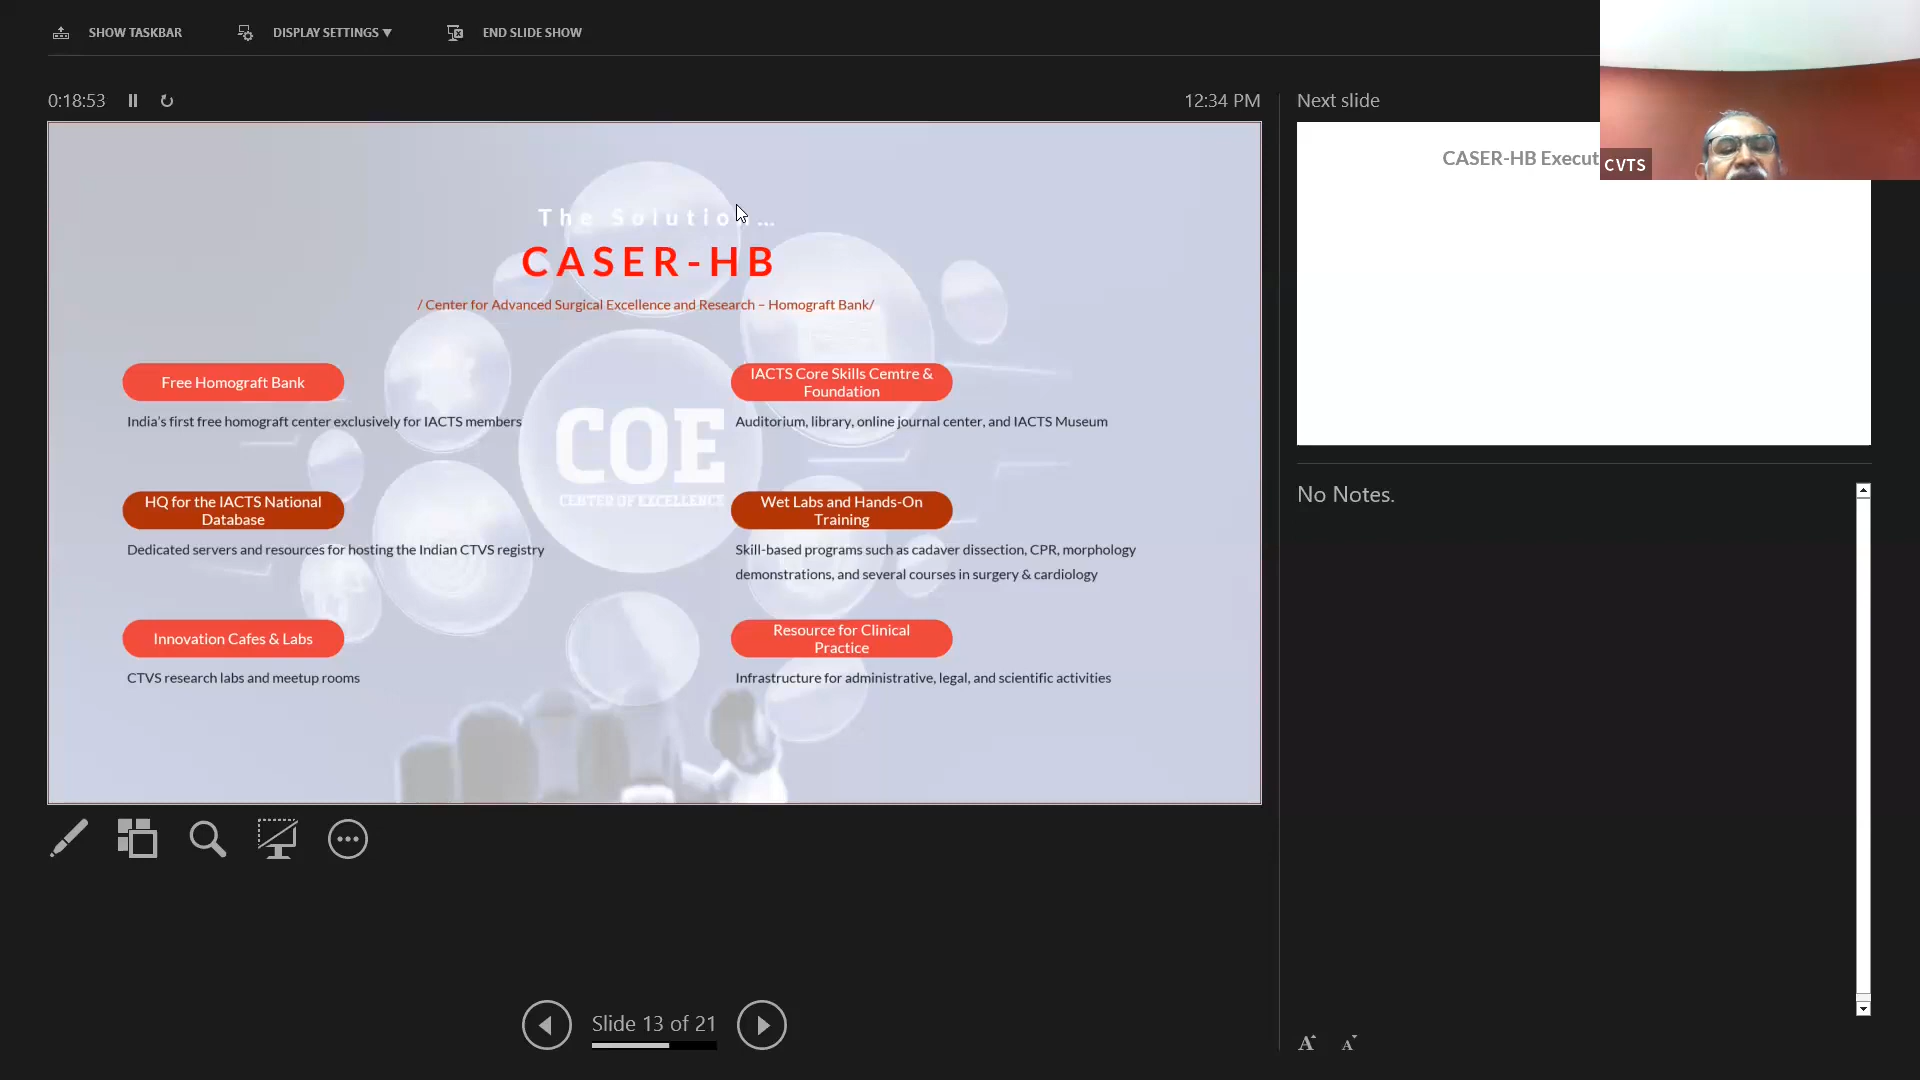 SHOW TASKBAR
DISPLAY SETTINGS ▼
END SLIDE SHOW
0:18:53
12:34 PM
Next slide
The Solution...
CASER-HB
/ Center for Advanced Surgical Excellence and Research – Homograft Bank/
Free Homograft Bank
India's first free homograft center exclusively for IACTS members
HQ for the IACTS National
Database
Dedicated servers and resources for hosting the Indian CTVS registry
Innovation Cafes & Labs
CTVS research labs and meetup rooms
COE
CENTER OF EXCELLENCE
IACTS Core Skills Cemtre &
Foundation
Auditorium, library, online journal center, and IACTS Museum
Wet Labs and Hands-On
Training
Skill-based programs such as cadaver dissection, CPR, morphology
demonstrations, and several courses in surgery & cardiology
Resource for Clinical
Practice
Infrastructure for administrative, legal, and scientific activities
CASER-HB Execut
CVTS
No Notes.
Slide 13 of 21
A A